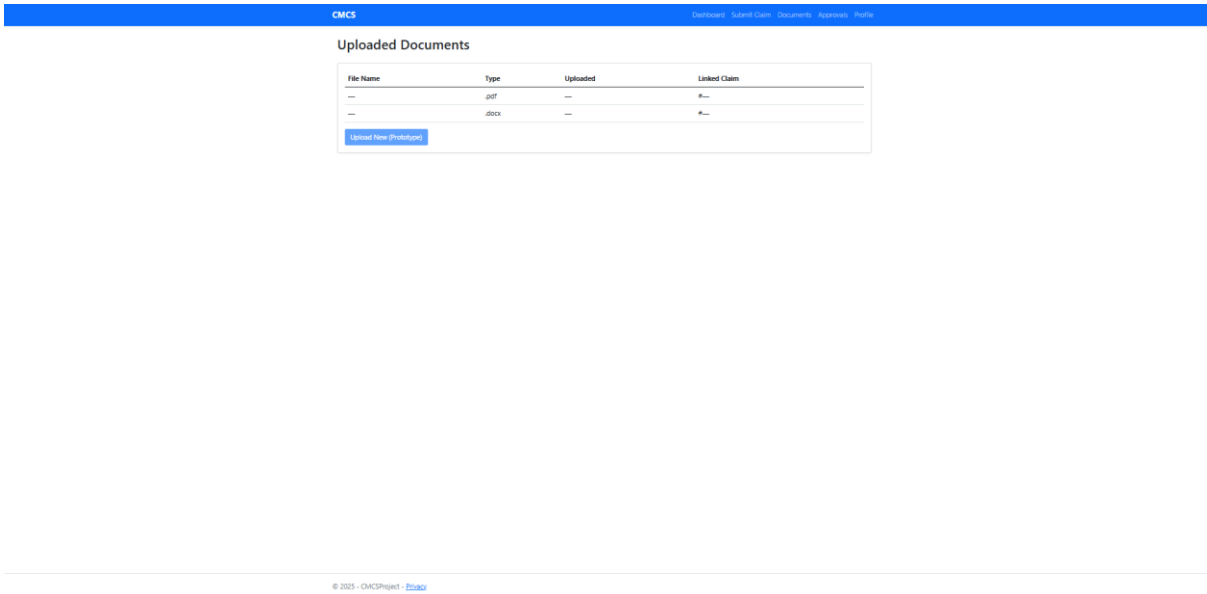 CMCS Dashboard Submit Claim Documents Approvals Profile
Uploaded Documents
File Name Type Uploaded Linked Claim
— .pdf — #—
— .docx — #—
Upload New (Prototype)
© 2025 - CMCSProject - Privacy